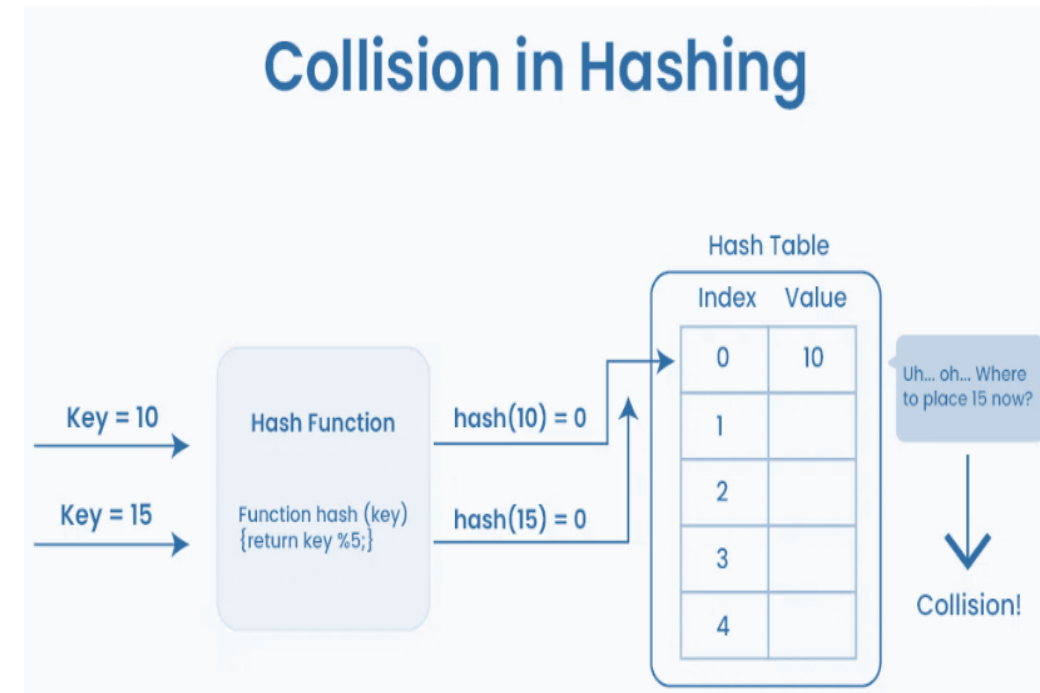 Collision in Hashing
Key = 10
Key = 15
Hash Function
Function hash (key)
{return key %5;}
hash(10) = 0
hash(15) = 0
Hash Table
Index Value
0 10
1
2
3
4
Uh... oh... Where
to place 15 now?
Collision!